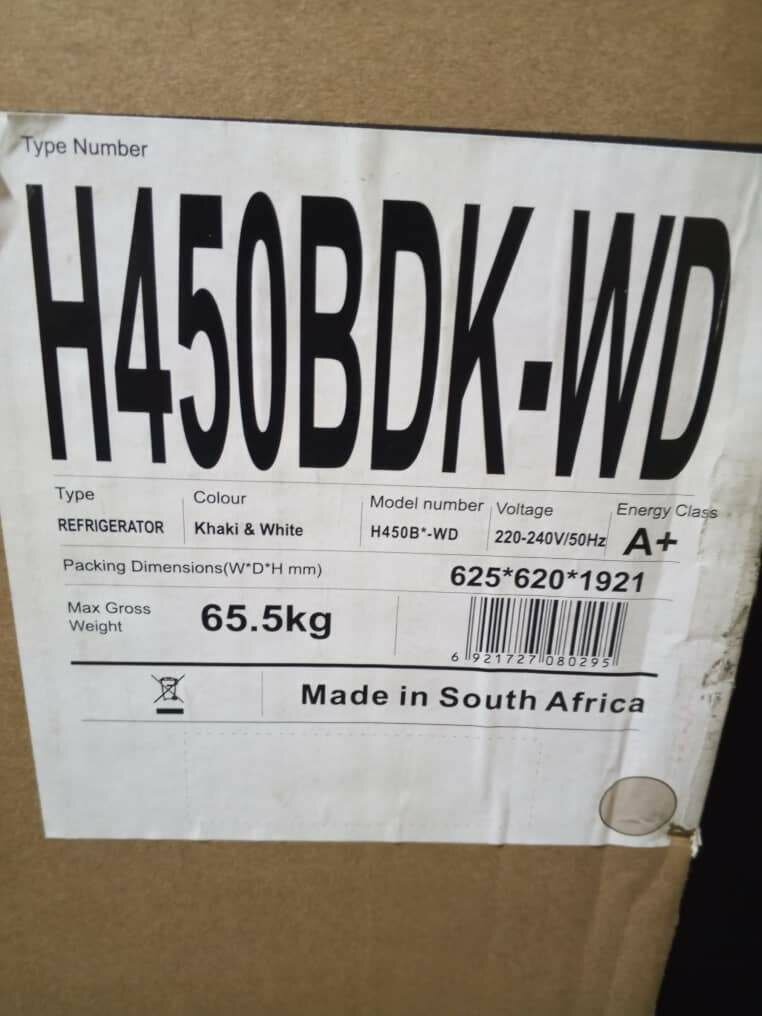 Type Number
H450BDK-WD
Type Colour Model number Voltage Energy Class
REFRIGERATOR Khaki & White H450B*-WD 220-240V/50Hz A+
Packing Dimensions(W*D*H mm) 625*620*1921
Max Gross Weight 65.5kg
6 921727 080295
Made in South Africa